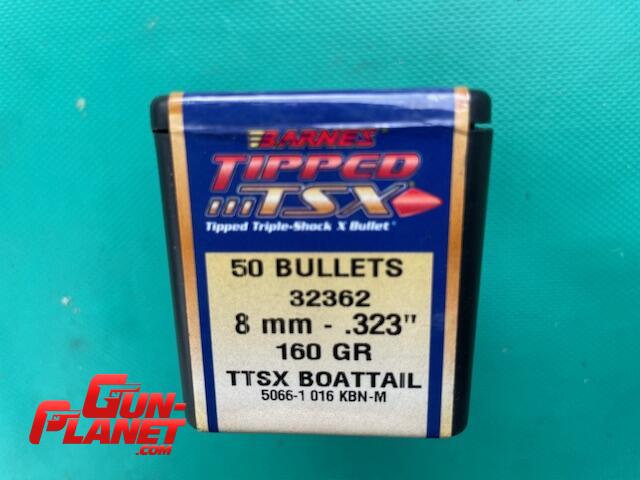 BARNES
TIPPED
TSX
Tipped Triple-Shock X Bullet
50 BULLETS
32362
8 mm - .323"
160 GR
TTSX BOATTAIL
5066-1 016 KBN-M
GUN-
PLANET
.COM